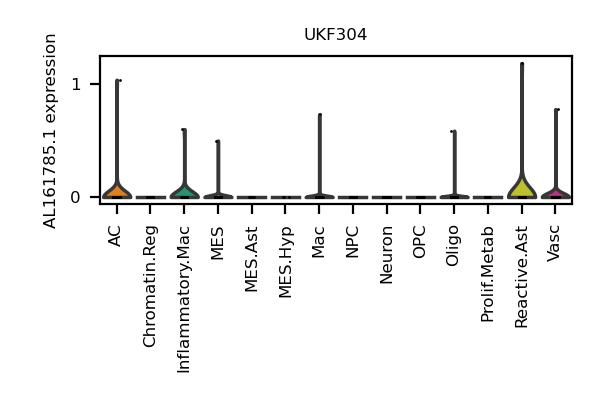 UKF304
AL161785.1 expression
1
0
AC
Chromatin.Reg
Inflammatory.Mac
MES
MES.Ast
MES.Hyp
Mac
NPC
Neuron
OPC
Oligo
Prolif.Metab
Reactive.Ast
Vasc